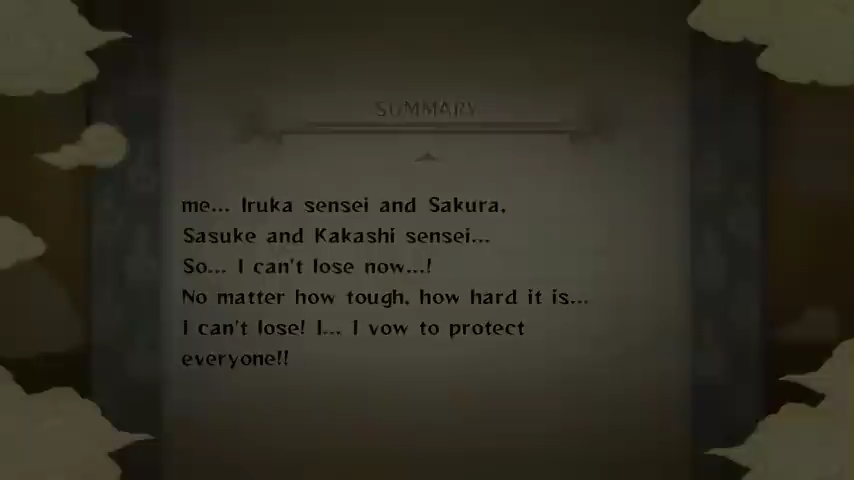 SUMMARY
me... Iruka sensei and Sakura,
Sasuke and Kakashi sensei...
So... I can't lose now...!
No matter how tough, how hard it is...
I can't lose! I... I vow to protect
everyone!!